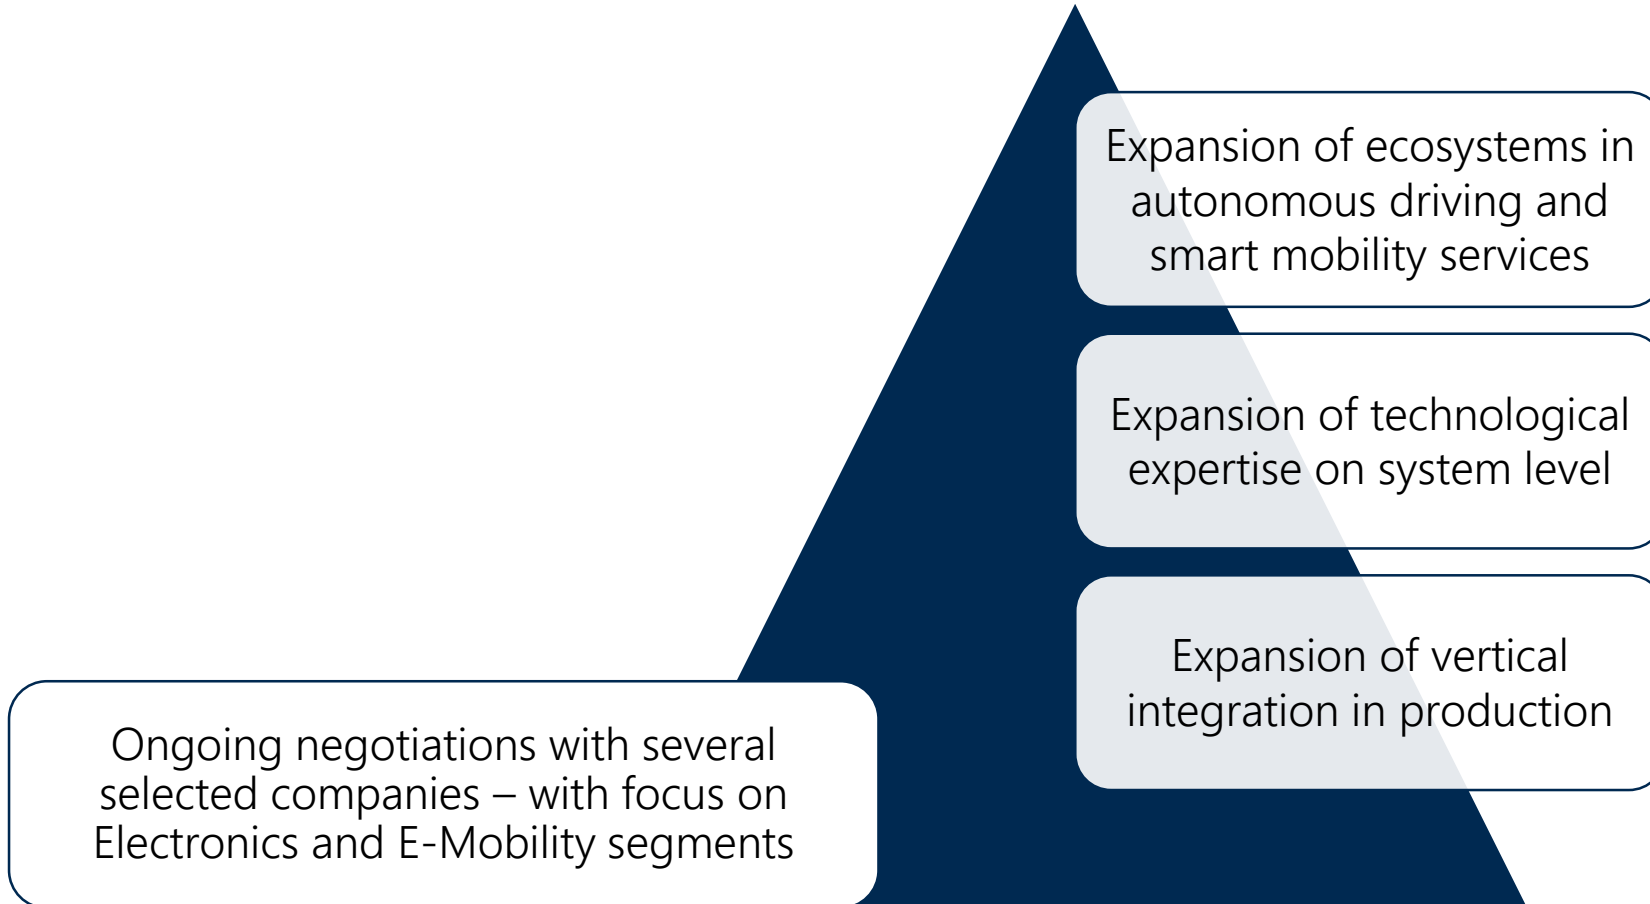 Expansion of ecosystems in
autonomous driving and
smart mobility services
Expansion of technological
expertise on system level
Expansion of vertical
integration in production
Ongoing negotiations with several
selected companies – with focus on
Electronics and E-Mobility segments